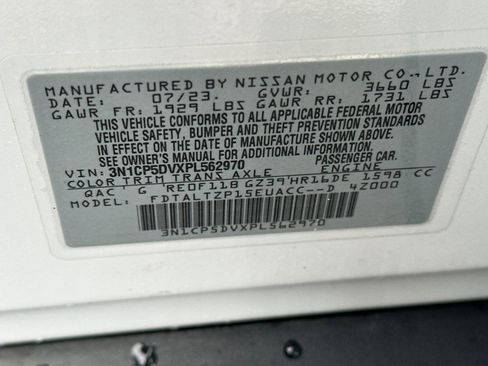 MANUFACTURED BY NISSAN MOTOR CO.,LTD.
DATE: 07/23, GVWR: 3660 LBS
GAWR FR: 1929 LBS GAWR RR: 1731 LBS
THIS VEHICLE CONFORMS TO ALL APPLICABLE FEDERAL MOTOR
VEHICLE SAFETY, BUMPER AND THEFT PREVENTION STANDARDS
IN EFFECT ON THE DATE OF MANUFACTURE SHOWN ABOVE.
SEE OWNER'S MANUAL FOR ADDITIONAL INFORMATION.
VIN: 3N1CP5DVXPL562970
COLOR TRIM TRANS AXLE ENGINE
QAC G RE0F11B GZ39 HR16DE 1598 CC
MODEL: FDTALTZP15EUACC--D 4Z000
3N1CP5DVXPL562970